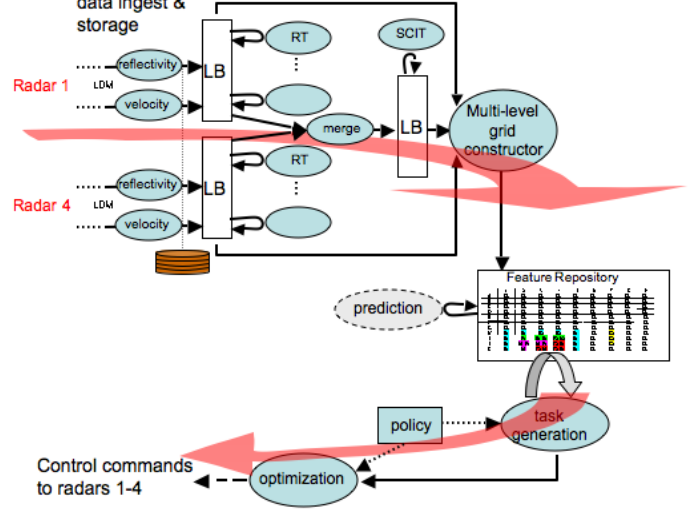 data ingest &
storage
RT
SCIT
reflectivity
LB
Radar 1
LDM
velocity
Multi-level
grid
constructor
merge
LB
RT
reflectivity
LB
Radar 4
LDM
velocity
Feature Repository
prediction
policy
task
generation
Control commands
to radars 1-4
optimization